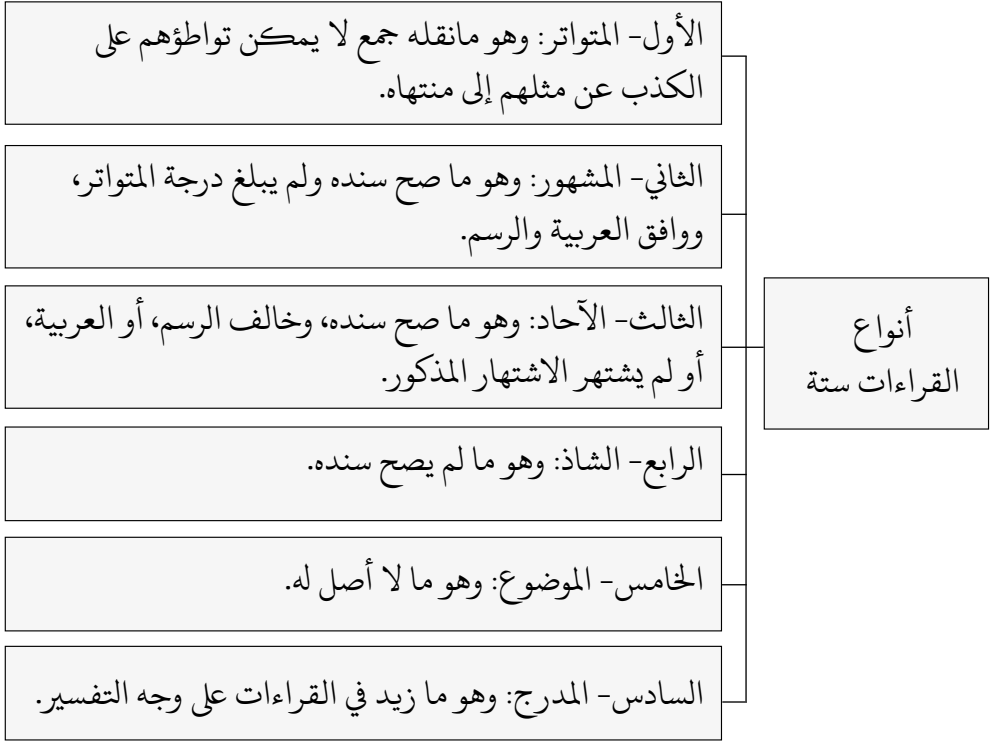 أنواع
القراءات ستة
الأول- المتواتر: وهو مانقله جمع لا يمكن تواطؤهم على
الكذب عن مثلهم إلى منتهاه.
الثاني- المشهور: وهو ما صح سنده ولم يبلغ درجة المتواتر،
ووافق العربية والرسم.
الثالث- الآحاد: وهو ما صح سنده، وخالف الرسم، أو العربية،
أو لم يشتهر الاشتهار المذكور.
الرابع- الشاذ: وهو ما لم يصح سنده.
الخامس- الموضوع: وهو ما لا أصل له.
السادس- المدرج: وهو ما زيد في القراءات على وجه التفسير.